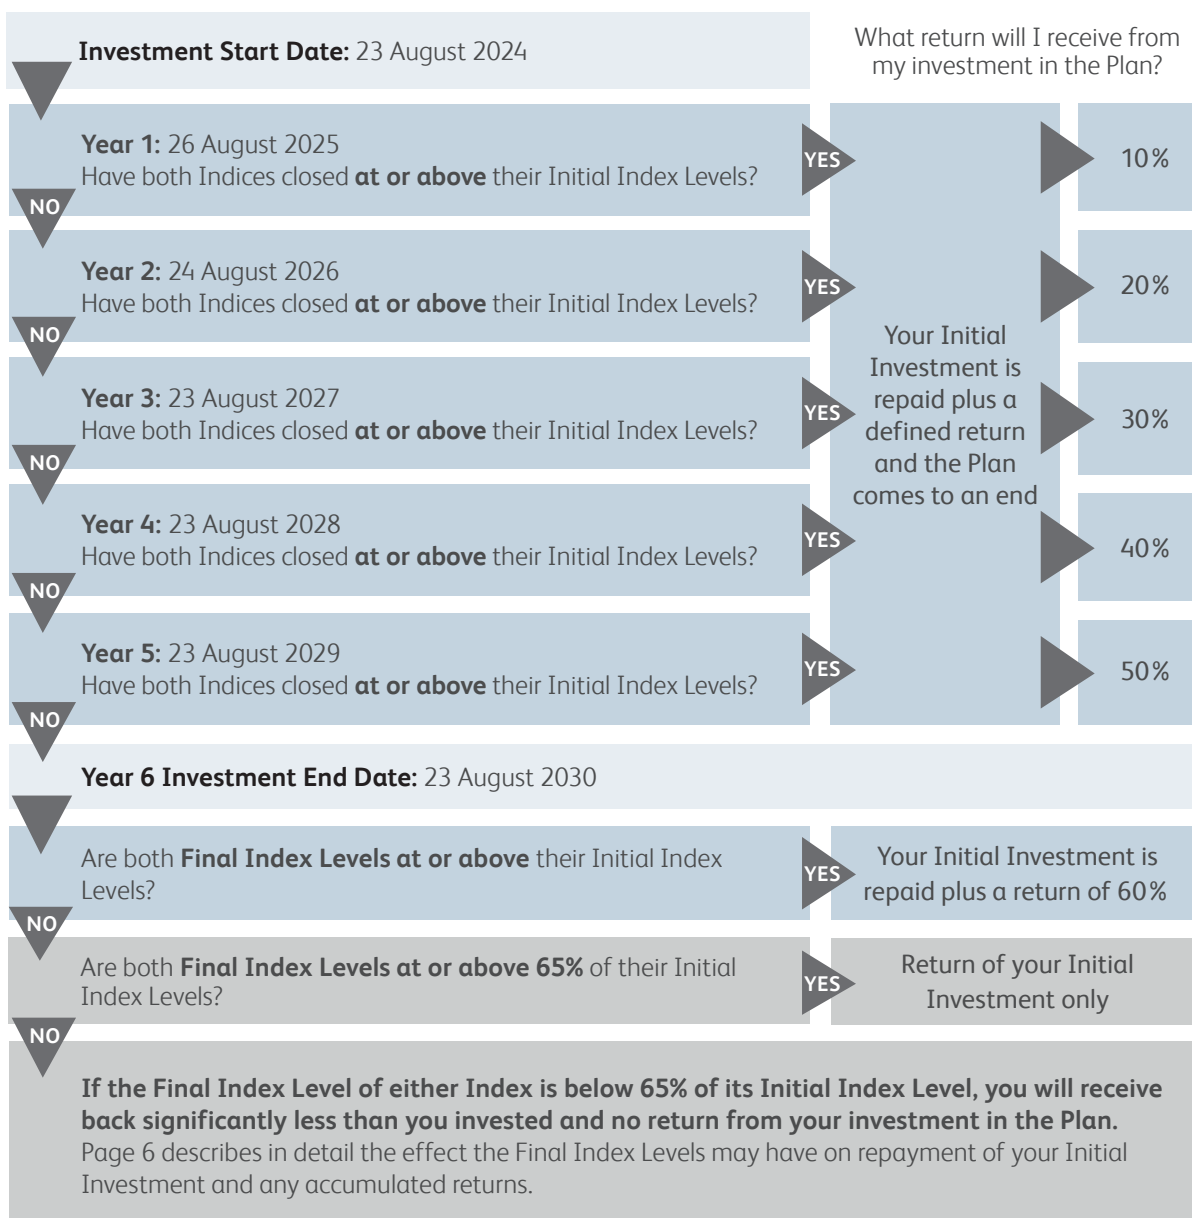 Investment Start Date: 23 August 2024
What return will I receive from
my investment in the Plan?
Year 1: 26 August 2025
Have both Indices closed at or above their Initial Index Levels?
YES
10%
NO
Year 2: 24 August 2026
Have both Indices closed at or above their Initial Index Levels?
YES
20%
NO
Year 3: 23 August 2027
Have both Indices closed at or above their Initial Index Levels?
YES
30%
NO
Year 4: 23 August 2028
Have both Indices closed at or above their Initial Index Levels?
YES
40%
NO
Year 5: 23 August 2029
Have both Indices closed at or above their Initial Index Levels?
YES
50%
NO
Your Initial
Investment is
repaid plus a
defined return
and the Plan
comes to an end
Year 6 Investment End Date: 23 August 2030
Are both Final Index Levels at or above their Initial Index
Levels?
YES
Your Initial Investment is
repaid plus a return of 60%
NO
Are both Final Index Levels at or above 65% of their Initial
Index Levels?
YES
Return of your Initial
Investment only
NO
If the Final Index Level of either Index is below 65% of its Initial Index Level, you will receive
back significantly less than you invested and no return from your investment in the Plan.
Page 6 describes in detail the effect the Final Index Levels may have on repayment of your Initial
Investment and any accumulated returns.